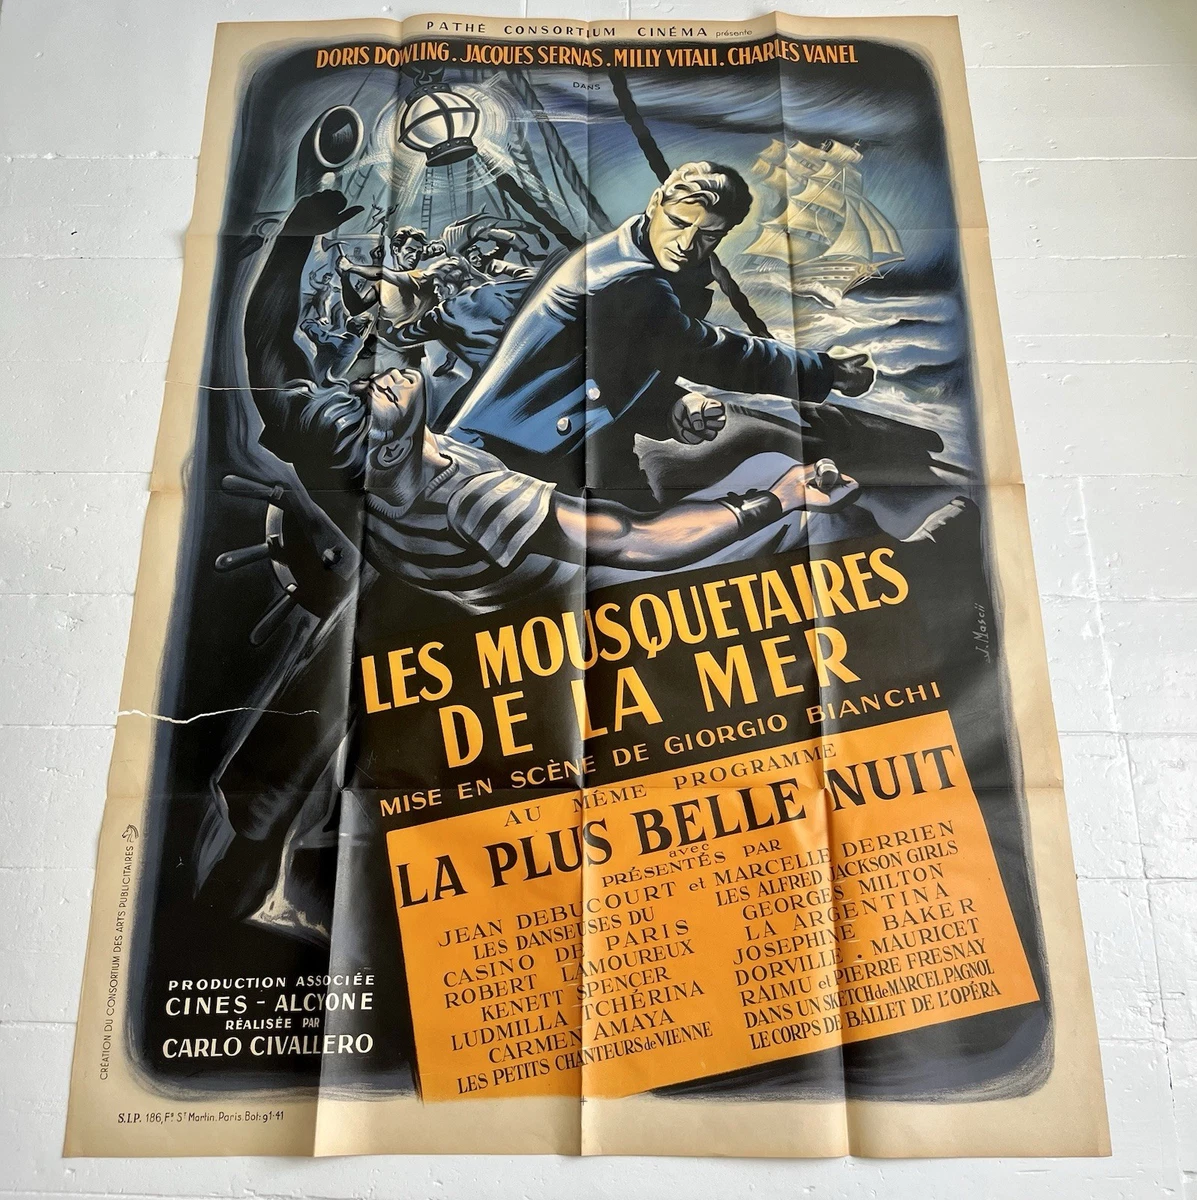 PATHÉ CONSORTIUM CINÉMA présente
DORIS DOWLING. JACQUES SERNAS. MILLY VITALI. CHARLES VANEL
DANS
LES MOUSQUETAIRES
DE LA MER
MISE EN SCÈNE DE GIORGIO BIANCHI
J. Mascii
AU MÊME PROGRAMME
LA PLUS BELLE NUIT
avec
PRÉSENTÉS PAR
JEAN DEBUCOURT et MARCELLE DERRIEN
LES DANSEUSES DU
CASINO DE PARIS
ROBERT LAMOUREUX
KENETT SPENCER
LUDMILLA TCHÉRINA
CARMEN AMAYA
LES PETITS CHANTEURS de VIENNE
LES ALFRED JACKSON GIRLS
GEORGES MILTON
LA ARGENTINA
JOSEPHINE BAKER
DORVILLE . MAURICET
RAIMU et PIERRE FRESNAY
DANS UN SKETCH de MARCEL PAGNOL
LE CORPS DE BALLET DE L'OPÉRA
PRODUCTION ASSOCIÉE
CINES - ALCYONE
RÉALISÉE PAR
CARLO CIVALLERO
CRÉATION DU CONSORTIUM DES ARTS PUBLICITAIRES
S.I.P. 186, Fg St Martin. Paris. Bot: 91-41